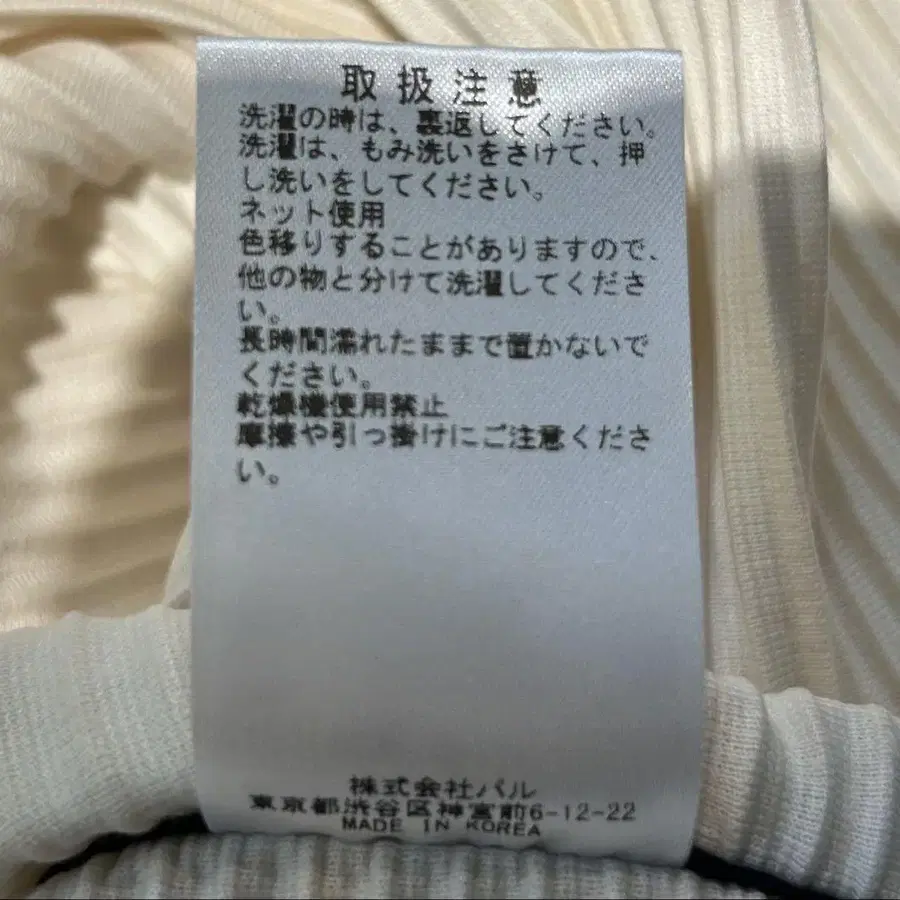 取扱注意
洗濯の時は、裏返してください。
洗濯は、もみ洗いをさけて、押
し洗いをしてください。
ネット使用
色移りすることがありますので、
他の物と分けて洗濯してくださ
い。
長時間濡れたままで置かないで
ください。
乾燥機使用禁止
摩擦や引っ掛けにご注意くださ
い。
株式会社パル
東京都渋谷区神宮前6-12-22
MADE IN KOREA